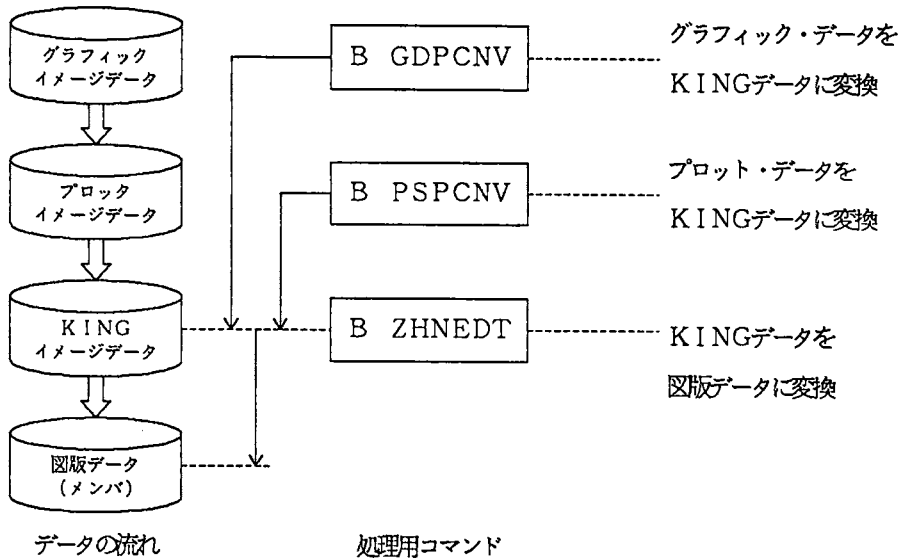 グラフィック
イメージデータ
プロッタ
イメージデータ
KING
イメージデータ
図版データ
(メンバ)
データの流れ
B GDPCNV
B PSPCNV
B ZHNEDT
処理用コマンド
グラフィック・データを
KINGデータに変換
プロット・データを
KINGデータに変換
KINGデータを
図版データに変換